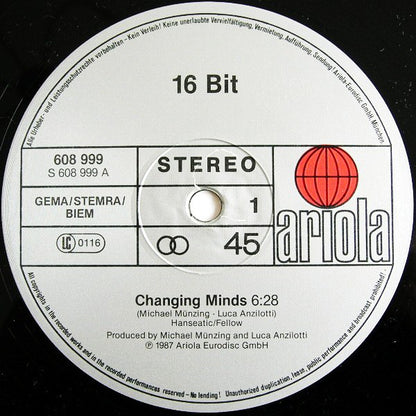 Alle Urheber- und Leistungsschutzrechte vorbehalten - Kein Verleih! Keine unerlaubte Vervielfältigung, Vermietung, Aufführung, Sendung! Ariola-Eurodisc GmbH München.
16 Bit
608 999
S 608 999 A
STEREO
GEMA/STEMRA/
BIEM
1
LC 0116
45
ariola
Changing Minds 6:28
(Michael Münzing - Luca Anzilotti)
Hanseatic/Fellow
Produced by Michael Münzing and Luca Anzilotti
℗ 1987 Ariola Eurodisc GmbH
All copyrights in the recorded works and in the recorded performances reserved - No lending! Unauthorized duplication, lease, public performance and broadcast prohibited!